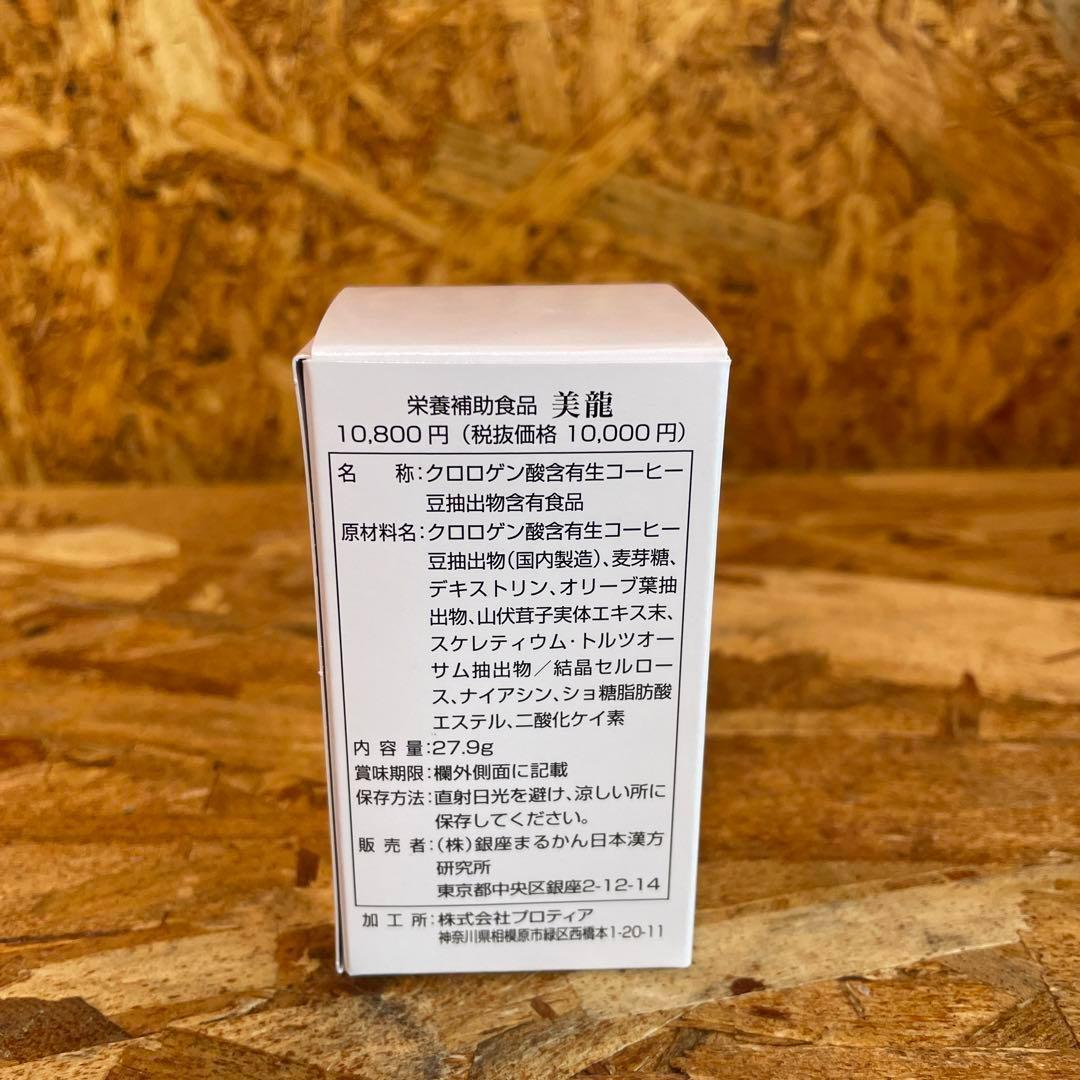 栄養補助食品 美龍
10,800円（税抜価格 10,000円）
名　称：クロロゲン酸含有生コーヒー
豆抽出物含有食品
原材料名：クロロゲン酸含有生コーヒー
豆抽出物（国内製造）、麦芽糖、
デキストリン、オリーブ葉抽
出物、山伏茸子実体エキス末、
スケレティウム・トルツオー
サム抽出物／結晶セルロー
ス、ナイアシン、ショ糖脂肪酸
エステル、二酸化ケイ素
内容量：27.9g
賞味期限：欄外側面に記載
保存方法：直射日光を避け、涼しい所に
保存してください。
販売者：（株）銀座まるかん日本漢方
研究所
東京都中央区銀座2-12-14
加工所：株式会社プロティア
神奈川県相模原市緑区西橋本1-20-11